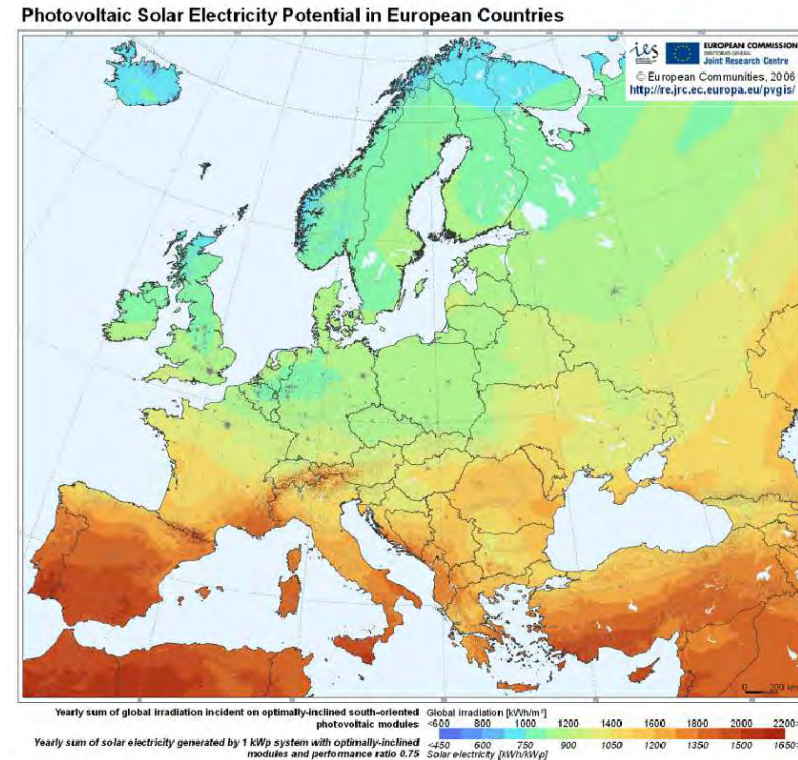 Photovoltaic Solar Electricity Potential in European Countries
ies
EUROPEAN COMMISSION
DIRECTORATE-GENERAL
Joint Research Centre
© European Communities, 2006
http://re.jrc.ec.europa.eu/pvgis/
0 200 km
Yearly sum of global irradiation incident on optimally-inclined south-oriented
photovoltaic modules
Global irradiation [kWh/m²]
<600 800 1000 1200 1400 1600 1800 2000 2200>
Yearly sum of solar electricity generated by 1 kWp system with optimally-inclined
modules and performance ratio 0.75
<450 600 750 900 1050 1200 1350 1500 1650>
Solar electricity [kWh/kWp]